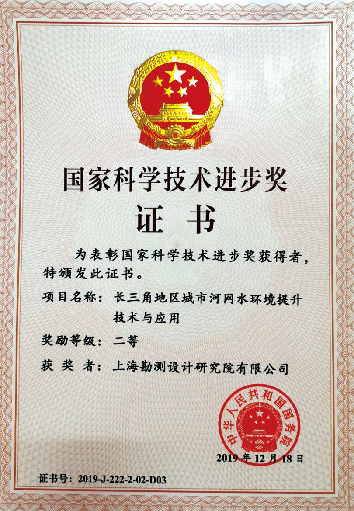 国家科学技术进步奖
证书
为表彰国家科学技术进步奖获得者，
特颁发此证书。
项目名称：长三角地区城市河网水环境提升
技术与应用
奖励等级：二等
获奖者：上海勘测设计研究院有限公司
中华人民共和国国务院
2019年12月18日
证书号：2019-J-222-2-02-D03